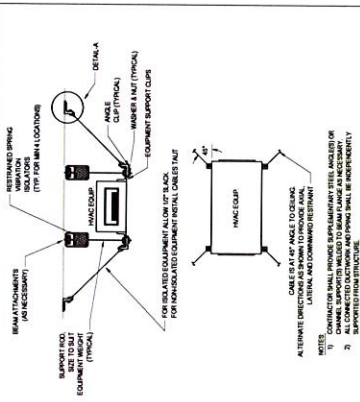 BEAM ATTACHMENTS
(AS NECESSARY)
RESTRAINED SPRING
VIBRATION
ISOLATORS
(TYP. FOR MIN 4 LOCATIONS)
DETAIL-A
SUPPORT ROD
SIZE TO SUIT
EQUIPMENT WEIGHT
(TYPICAL)
HVAC EQUIP
ANGLE
CLIP (TYPICAL)
WASHER & NUT (TYPICAL)
EQUIPMENT SUPPORT CLIPS
FOR ISOLATED EQUIPMENT ALLOW 1/2" SLACK
FOR NON-ISOLATED EQUIPMENT INSTALL CABLES TAUT
45°
HVAC EQUIP
CABLE IS AT 45° ANGLE TO CEILING.
ALTERNATE DIRECTIONS AS SHOWN TO PROVIDE AXIAL,
LATERAL AND DOWNWARD RESTRAINT
NOTES:
1) CONTRACTOR SHALL PROVIDE SUPPLEMENTARY STEEL ANGLE(S) OR
CHANNEL SUPPORT(S) WELDED TO BEAM FLANGE AS NECESSARY.
2) ALL CONNECTED DUCTWORK AND PIPING SHALL BE INDEPENDENTLY
SUPPORTED FROM STRUCTURE.